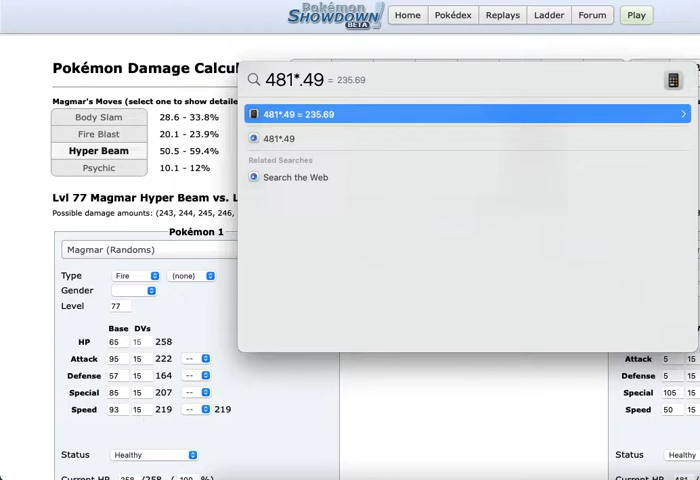 Pokémon
SHOWDOWN!
BETA
Home Pokédex Replays Ladder Forum Play
Pokémon Damage Calcul
481*.49 = 235.69
481*.49 = 235.69
481*.49
Related Searches
Search the Web
Magmar's Moves (select one to show detaile
Body Slam 28.6 - 33.8%
Fire Blast 20.1 - 23.9%
Hyper Beam 50.5 - 59.4%
Psychic 10.1 - 12%
Lvl 77 Magmar Hyper Beam vs. L
Possible damage amounts: (243, 244, 245, 246,
Pokémon 1
Magmar (Randoms)
Type Fire (none)
Gender
Level 77
Base DVs
HP 65 15 258
Attack 95 15 222 --
Defense 57 15 164 --
Special 85 15 207 --
Speed 93 15 219 -- 219
Status Healthy
Current HP 258 /258 ( 100 %)
Attack 5 15
Defense 5 15
Special 105 15
Speed 50 15
Status Healthy
Current HP 481